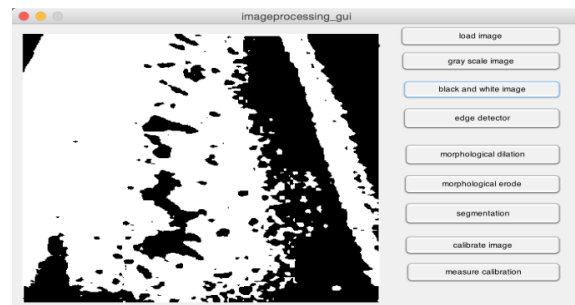 imageprocessing_gui
load image
gray scale image
black and white image
edge detector
morphological dilation
morphological erode
segmentation
calibrate image
measure calibration